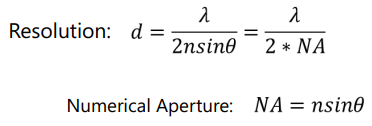 Resolution: d = λ / 2nsinθ = λ / 2 * NA
Numerical Aperture: NA = nsinθ